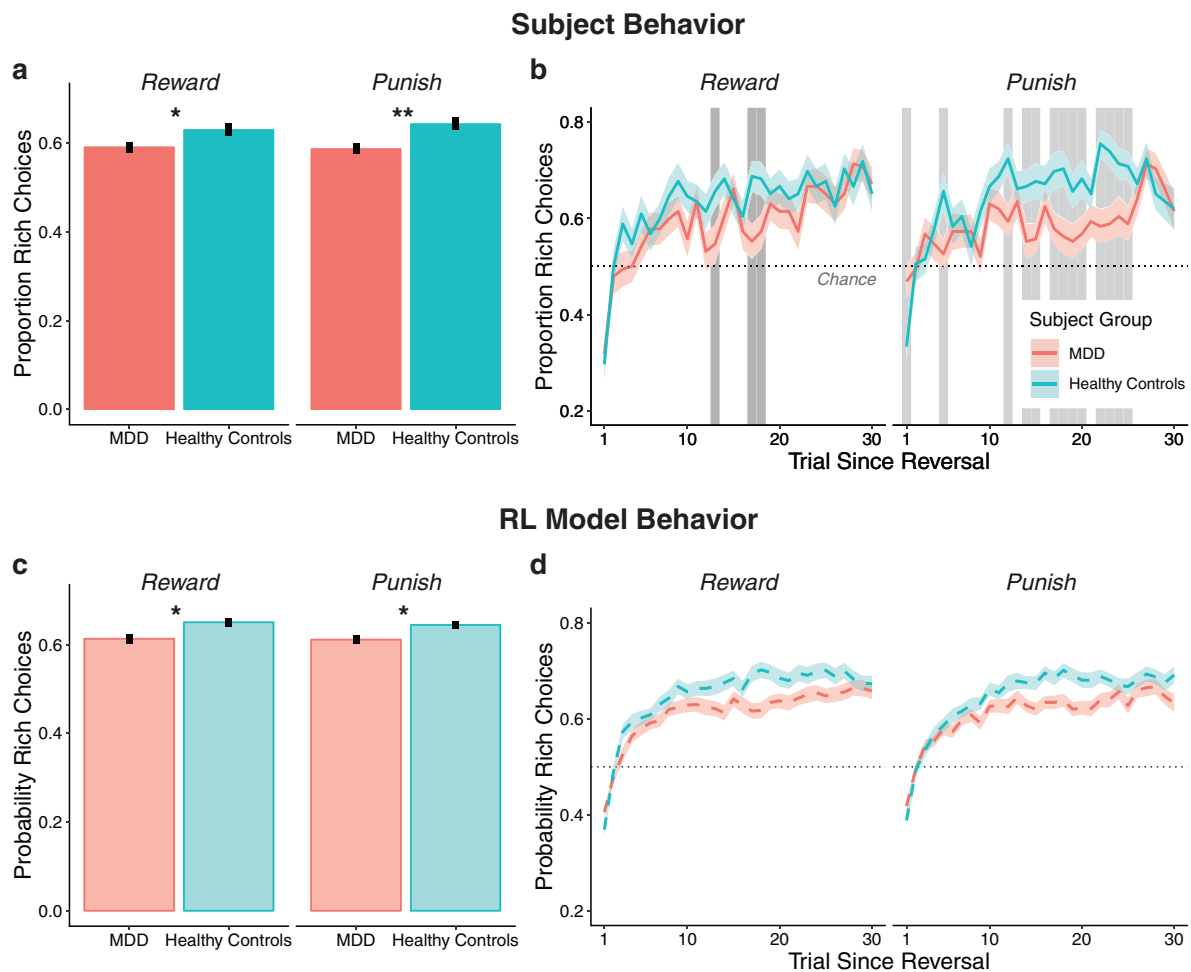 Subject Behavior
a
Reward
Punish
Proportion Rich Choices
0.6
0.4
0.2
0.0
*
**
MDD
Healthy Controls
MDD
Healthy Controls
b
Reward
Punish
Proportion Rich Choices
0.8
0.6
0.4
0.2
Chance
Subject Group
MDD
Healthy Controls
1
10
20
30
1
10
20
30
Trial Since Reversal
RL Model Behavior
c
Reward
Punish
Probability Rich Choices
0.6
0.4
0.2
0.0
*
*
MDD
Healthy Controls
MDD
Healthy Controls
d
Reward
Punish
Probability Rich Choices
0.8
0.6
0.4
0.2
1
10
20
30
1
10
20
30
Trial Since Reversal